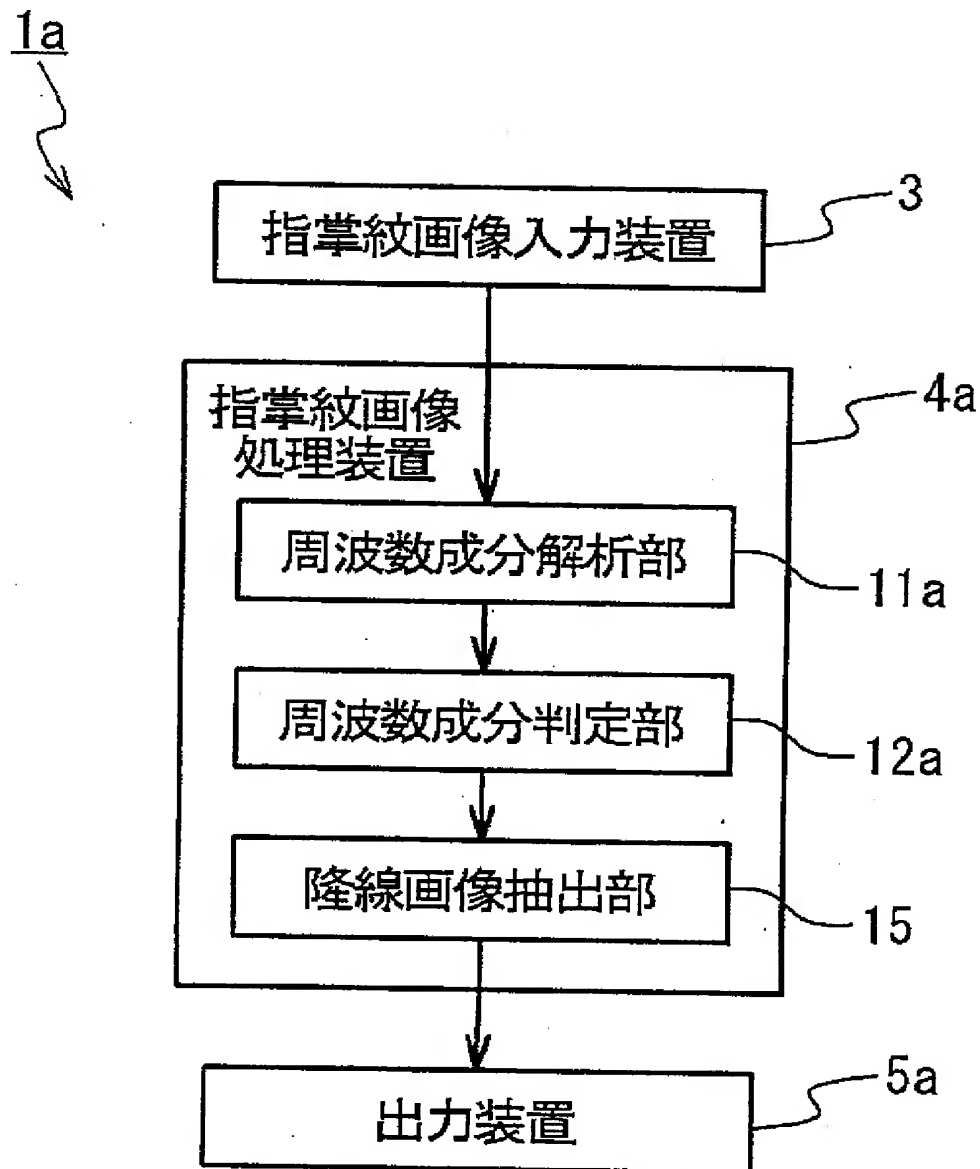 1a
指掌紋画像入力装置
3
指掌紋画像
処理装置
4a
周波数成分解析部
11a
周波数成分判定部
12a
隆線画像抽出部
15
出力装置
5a